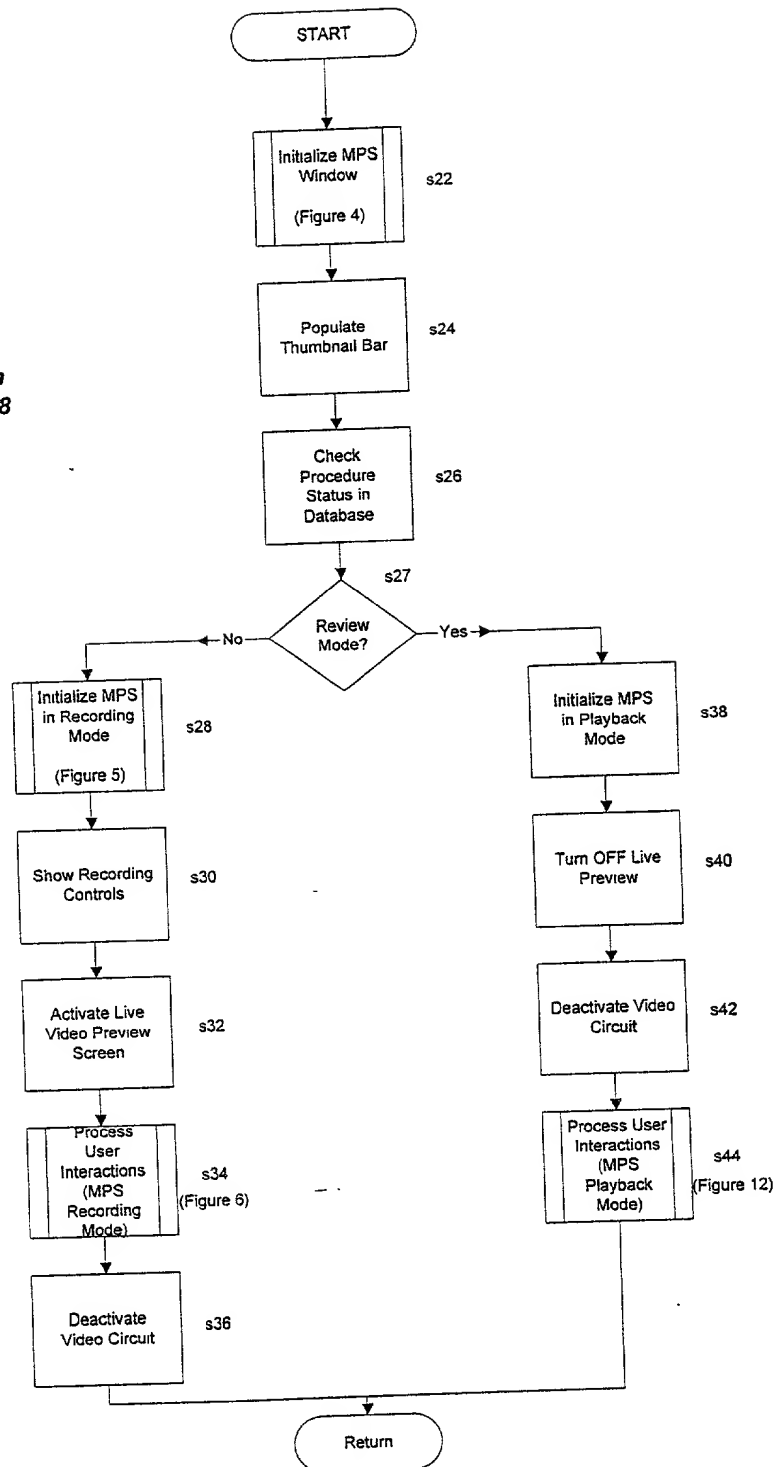 START
Initialize MPS
Window
(Figure 4)
s22
Populate
Thumbnail Bar
s24
8
Check
Procedure
Status in
Database
s26
s27
Review
Mode?
No
Yes
Initialize MPS
in Recording
Mode
(Figure 5)
s28
Initialize MPS
in Playback
Mode
s38
Show Recording
Controls
s30
Turn OFF Live
Preview
s40
Activate Live
Video Preview
Screen
s32
Deactivate Video
Circuit
s42
Process
User
Interactions
(MPS
Recording
Mode)
s34
(Figure 6)
Process User
Interactions
(MPS
Playback
Mode)
s44
(Figure 12)
Deactivate
Video Circuit
s36
Return